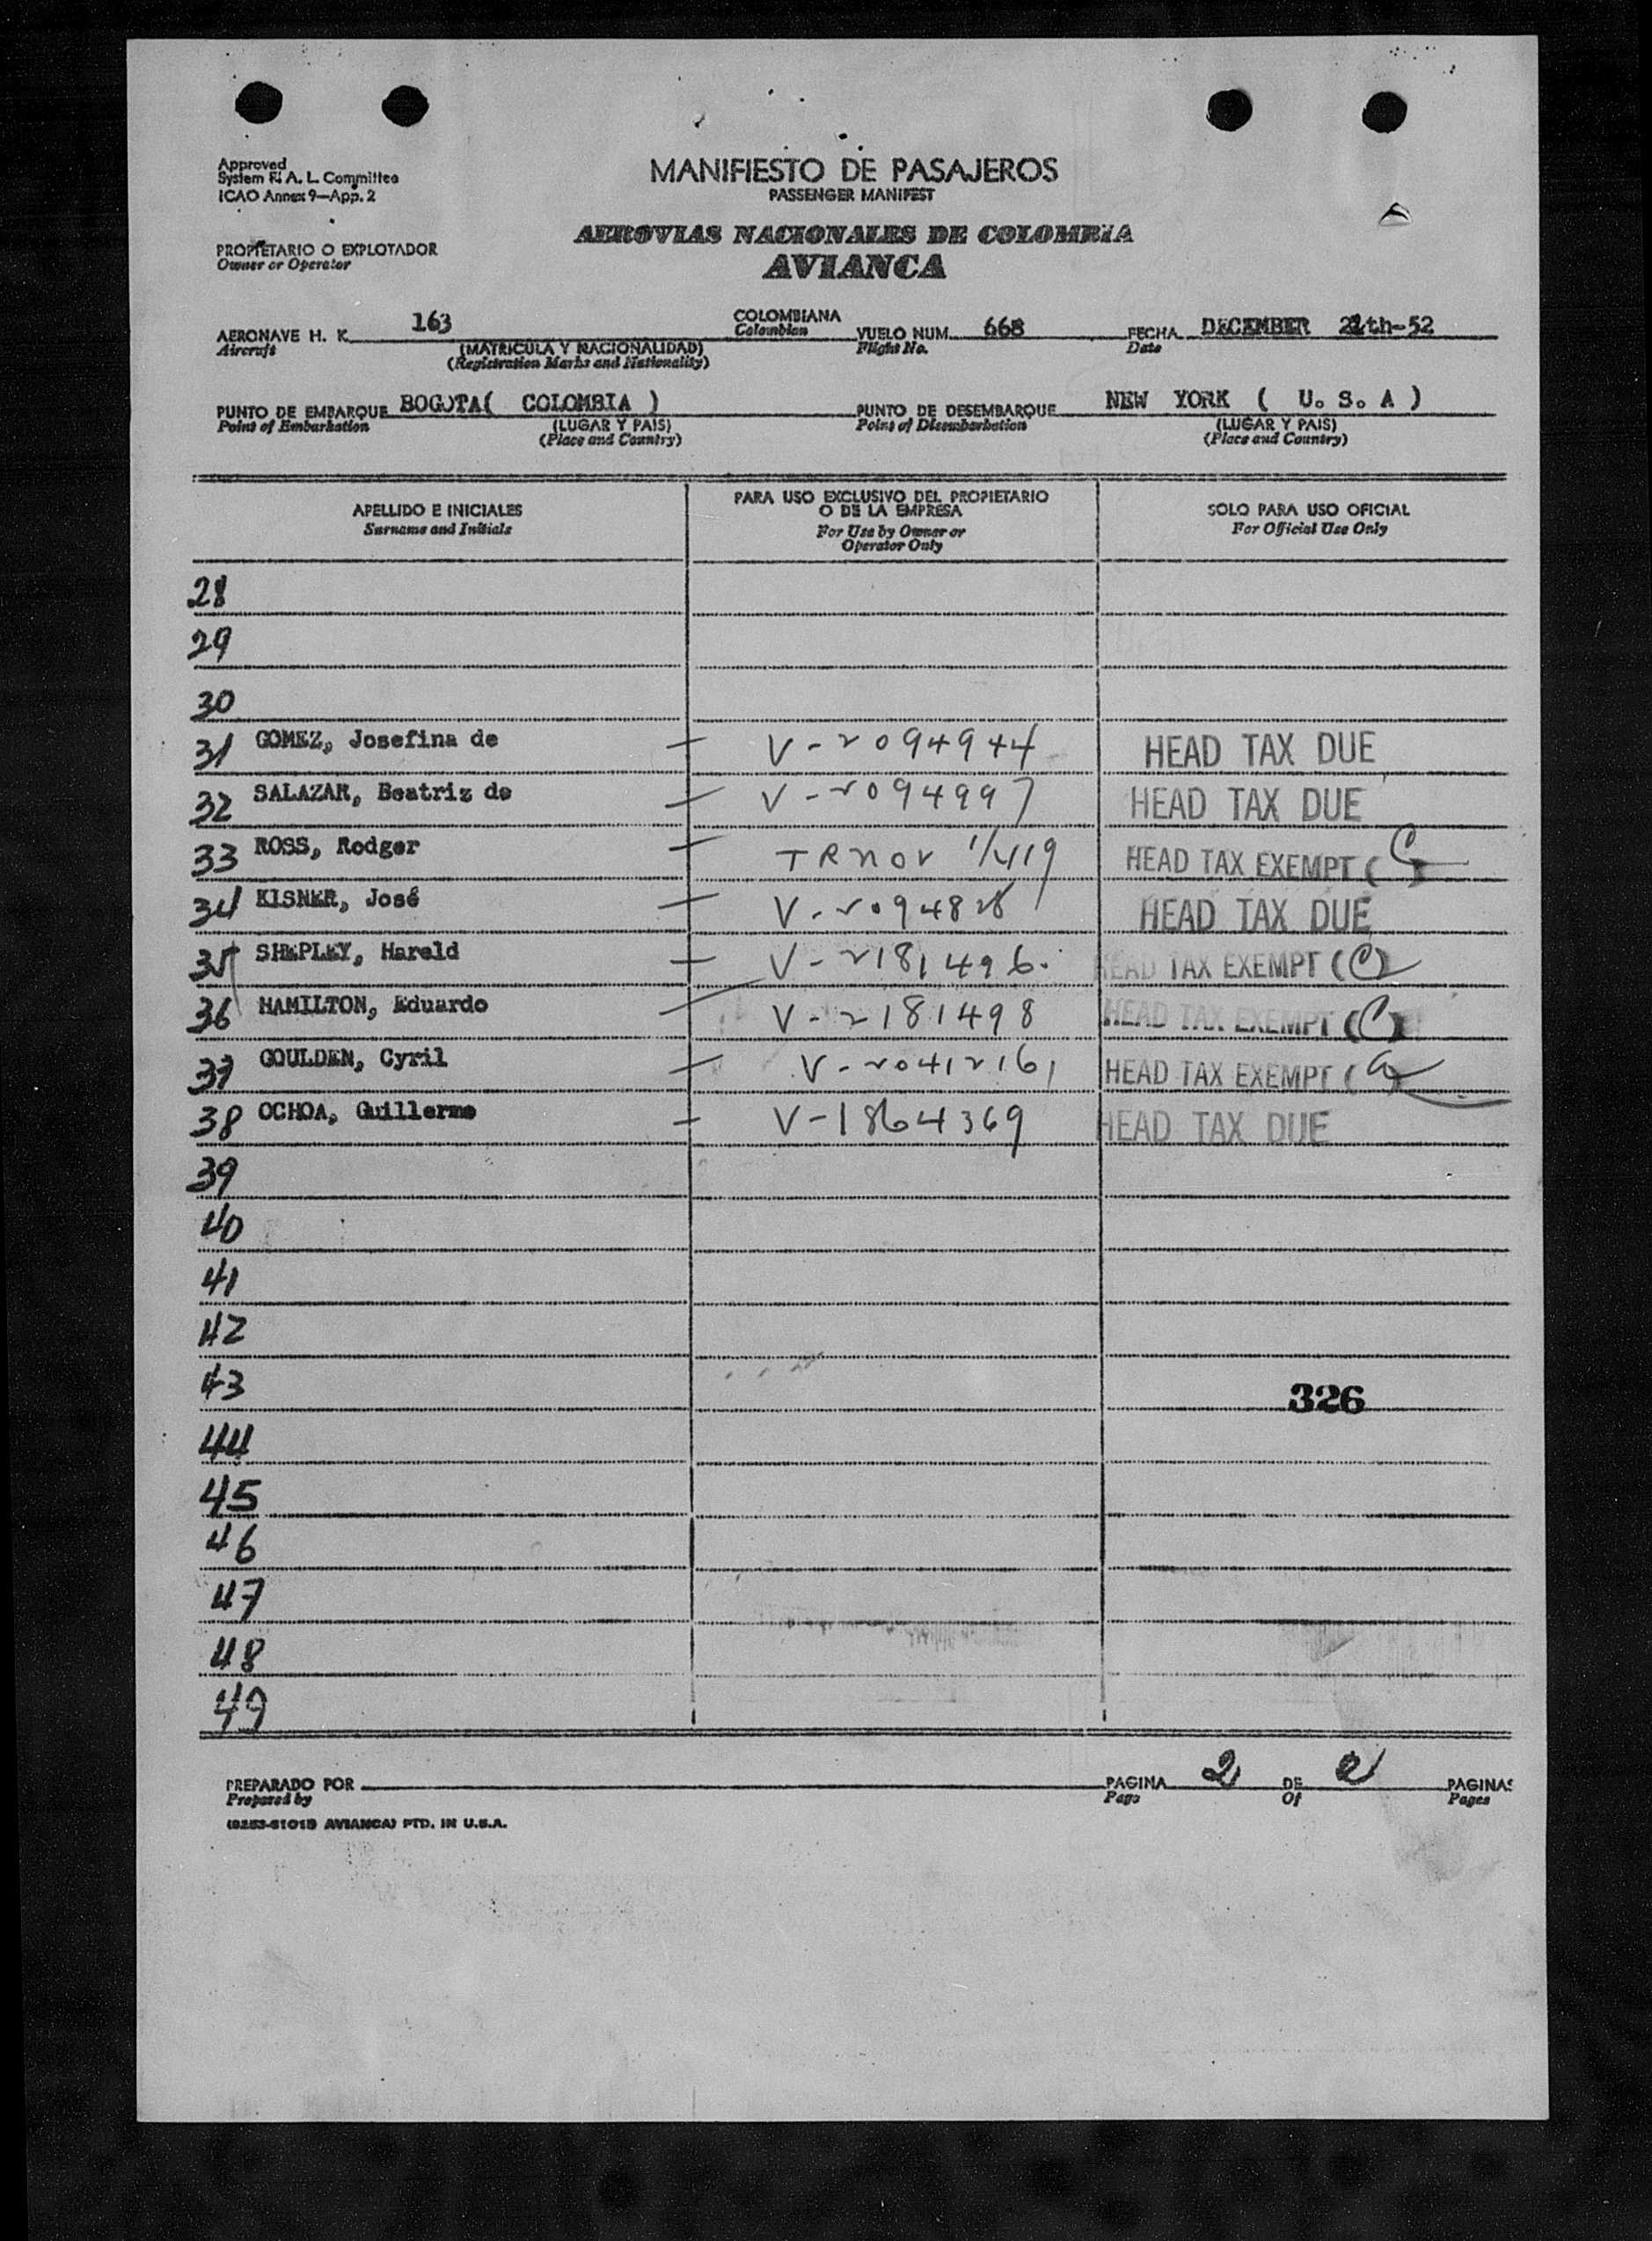 Approved
System F. A. L. Committee
ICAO Annex 9—App. 2
MANIFIESTO DE PASAJEROS
PASSENGER MANIFEST
PROPIETARIO O EXPLOTADOR
Owner or Operator
AEROVIAS NACIONALES DE COLOMBIA
AVIANCA
AERONAVE H. K. 163 COLOMBIANA VUELO NUM. 668 FECHA DECEMBER th-52
Aircraft (MATRICULA Y NACIONALIDAD) Colombian Flight No. Date
(Registration Marks and Nationality)
PUNTO DE EMBARQUE BOGOTA( COLOMBIA ) PUNTO DE DESEMBARQUE NEW YORK ( U. S. A )
Point of Embarkation (LUGAR Y PAIS) Point of Disembarkation (LUGAR Y PAIS)
(Place and Country) (Place and Country)
APELLIDO E INICIALES
Surname and Initials
PARA USO EXCLUSIVO DEL PROPIETARIO
O DE LA EMPRESA
For Use by Owner or
Operator Only
SOLO PARA USO OFICIAL
For Official Use Only
28
29
30
31 GOMEZ, Josefina de — V-2094944 HEAD TAX DUE
32 SALAZAR, Beatriz de — V-2094997 HEAD TAX DUE
33 ROSS, Rodger — HEAD TAX EXEMPT (
34 KISNER, José — V-2094828 HEAD TAX DUE
35 SHEPLEY, Harold — V-2181496. HEAD TAX EXEMPT (C)
36 HAMILTON, Eduardo — V-2181498 HEAD TAX EXEMPT (C)
37 GOULDEN, Cyril — V-2041216 HEAD TAX EXEMPT (
38 OCHOA, Guillermo — V-1864369 HEAD TAX DUE
39
40
41
42
43 326
44
45
46
47
48
49
PREPARADO POR PAGINA 2 DE 2 PAGINAS
Prepared by Page Of Pages
AVIANCA) PTD. IN U.S.A.